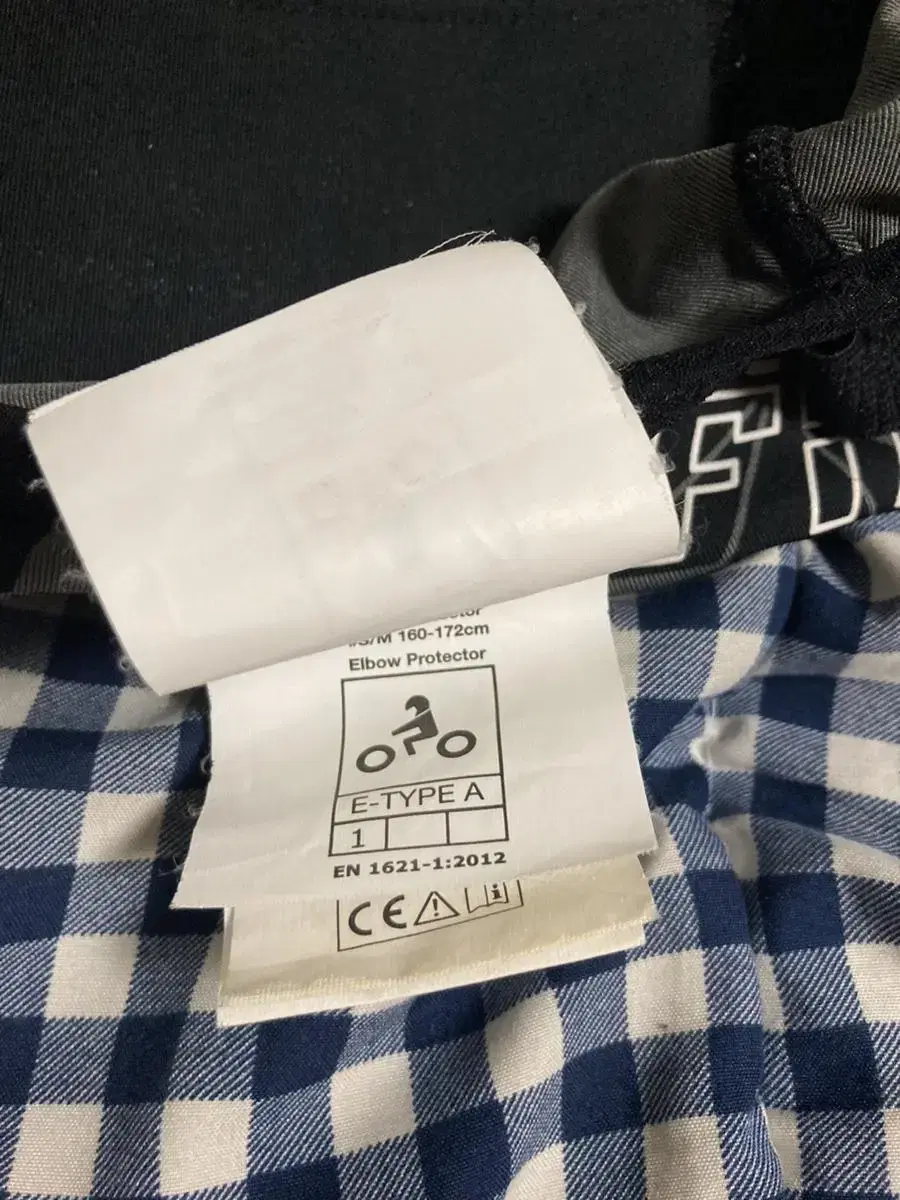 S/M 160-172cm
Elbow Protector
E-TYPE A
1
EN 1621-1:2012
CE